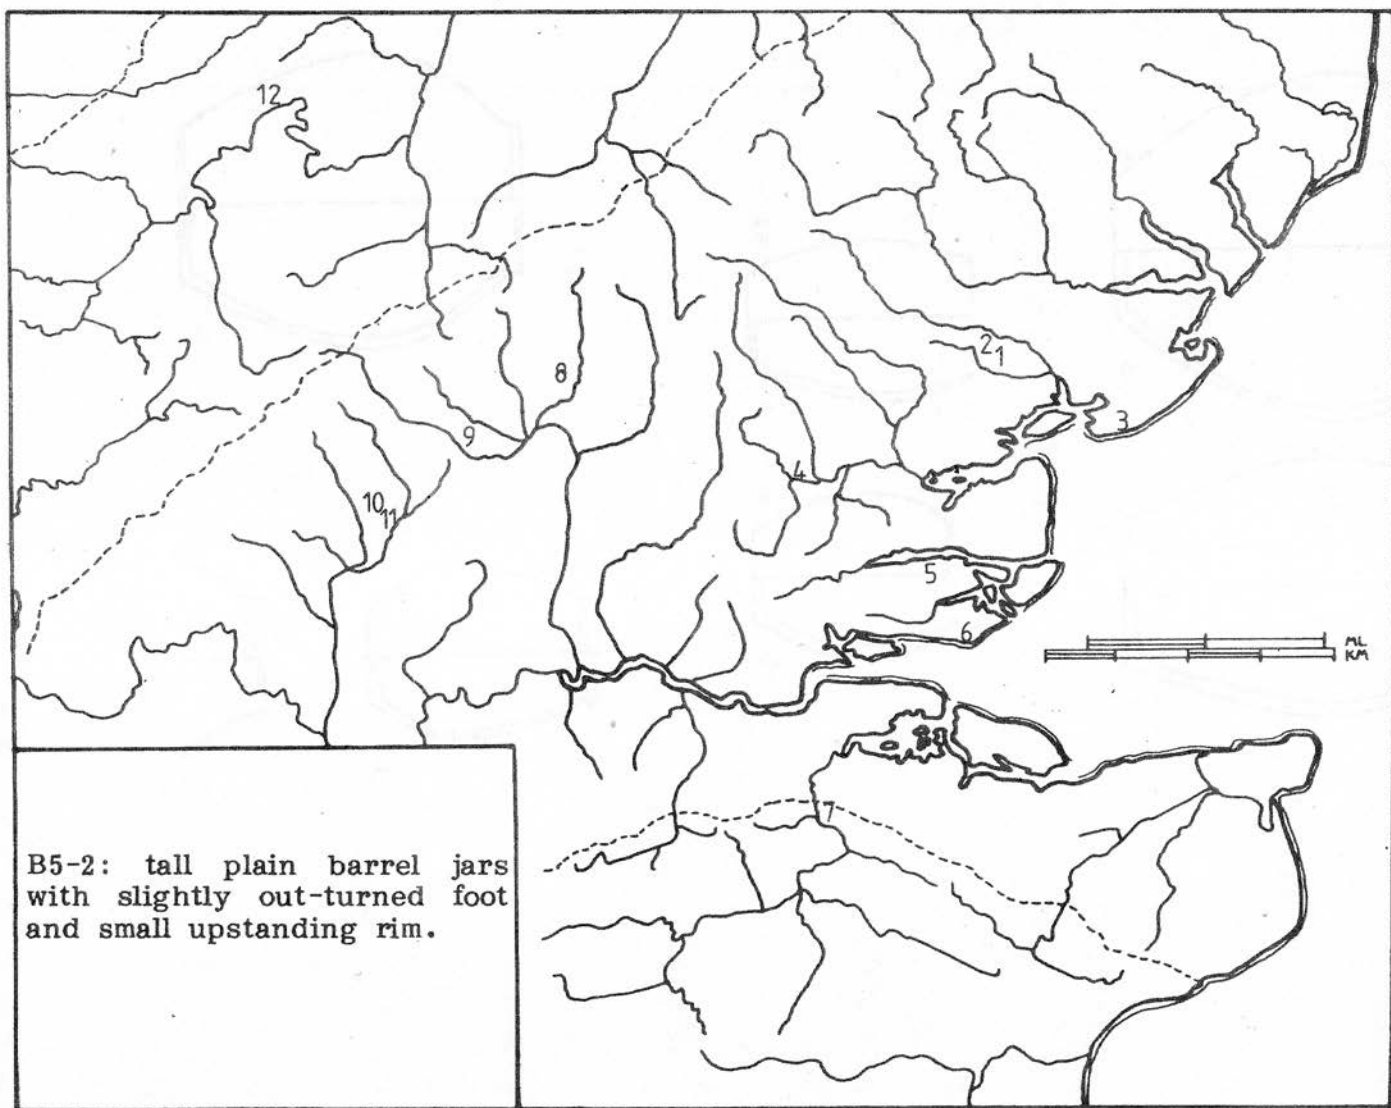 12
2 1
8
3
9
4
10
11
5
6
ML
KM
7
B5-2: tall plain barrel jars
with slightly out-turned foot
and small upstanding rim.